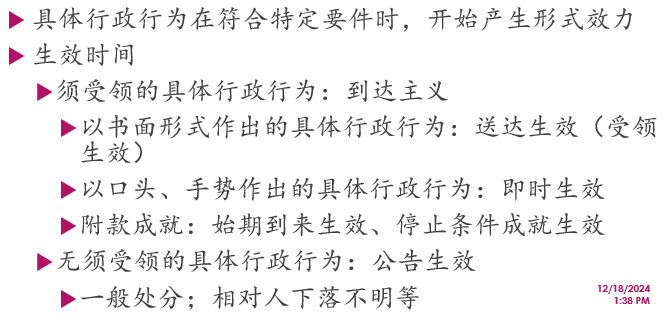 具体行政行为在符合特定要件时，开始产生形式效力
生效时间
须受领的具体行政行为：到达主义
以书面形式作出的具体行政行为：送达生效（受领
生效）
以口头、手势作出的具体行政行为：即时生效
附款成就：始期到来生效、停止条件成就生效
无须受领的具体行政行为：公告生效
一般处分；相对人下落不明等
12/18/2024
1:38 PM